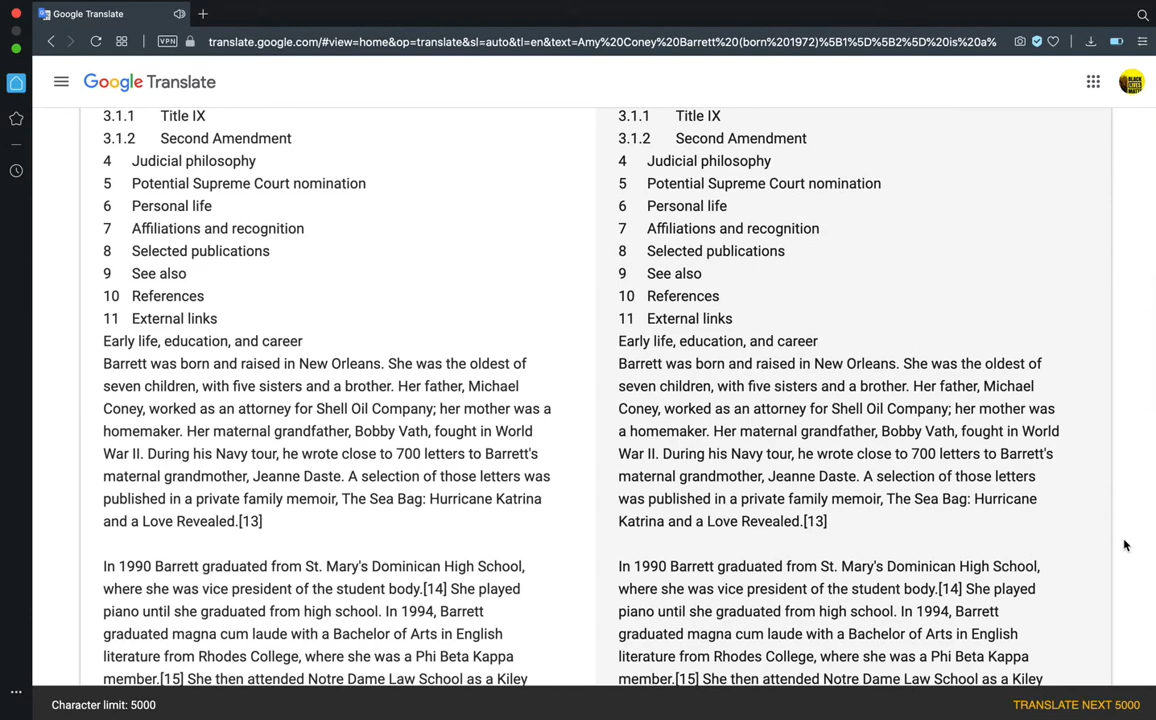 Google Translate
VPN
translate.google.com/#view=home&op=translate&sl=auto&tl=en&text=Amy%20Coney%20Barrett%20(born%201972)%5B1%5D%5B2%5D%20is%20a%
Google Translate
BLACK
LIVES
MATTER
3.1.1 Title IX
3.1.2 Second Amendment
4 Judicial philosophy
5 Potential Supreme Court nomination
6 Personal life
7 Affiliations and recognition
8 Selected publications
9 See also
10 References
11 External links
Early life, education, and career
Barrett was born and raised in New Orleans. She was the oldest of
seven children, with five sisters and a brother. Her father, Michael
Coney, worked as an attorney for Shell Oil Company; her mother was a
homemaker. Her maternal grandfather, Bobby Vath, fought in World
War II. During his Navy tour, he wrote close to 700 letters to Barrett's
maternal grandmother, Jeanne Daste. A selection of those letters was
published in a private family memoir, The Sea Bag: Hurricane Katrina
and a Love Revealed.[13]
In 1990 Barrett graduated from St. Mary's Dominican High School,
where she was vice president of the student body.[14] She played
piano until she graduated from high school. In 1994, Barrett
graduated magna cum laude with a Bachelor of Arts in English
literature from Rhodes College, where she was a Phi Beta Kappa
member.[15] She then attended Notre Dame Law School as a Kiley
3.1.1 Title IX
3.1.2 Second Amendment
4 Judicial philosophy
5 Potential Supreme Court nomination
6 Personal life
7 Affiliations and recognition
8 Selected publications
9 See also
10 References
11 External links
Early life, education, and career
Barrett was born and raised in New Orleans. She was the oldest of
seven children, with five sisters and a brother. Her father, Michael
Coney, worked as an attorney for Shell Oil Company; her mother was
a homemaker. Her maternal grandfather, Bobby Vath, fought in World
War II. During his Navy tour, he wrote close to 700 letters to Barrett's
maternal grandmother, Jeanne Daste. A selection of those letters
was published in a private family memoir, The Sea Bag: Hurricane
Katrina and a Love Revealed.[13]
In 1990 Barrett graduated from St. Mary's Dominican High School,
where she was vice president of the student body.[14] She played
piano until she graduated from high school. In 1994, Barrett
graduated magna cum laude with a Bachelor of Arts in English
literature from Rhodes College, where she was a Phi Beta Kappa
member.[15] She then attended Notre Dame Law School as a Kiley
Character limit: 5000
TRANSLATE NEXT 5000